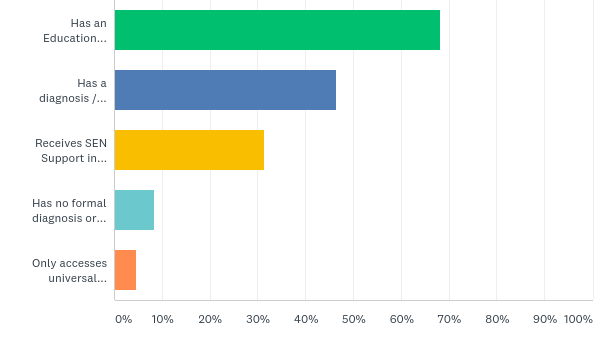 Has an
Education...
Has a
diagnosis /...
Receives SEN
Support in...
Has no formal
diagnosis or...
Only accesses
universal...
0% 10% 20% 30% 40% 50% 60% 70% 80% 90% 100%